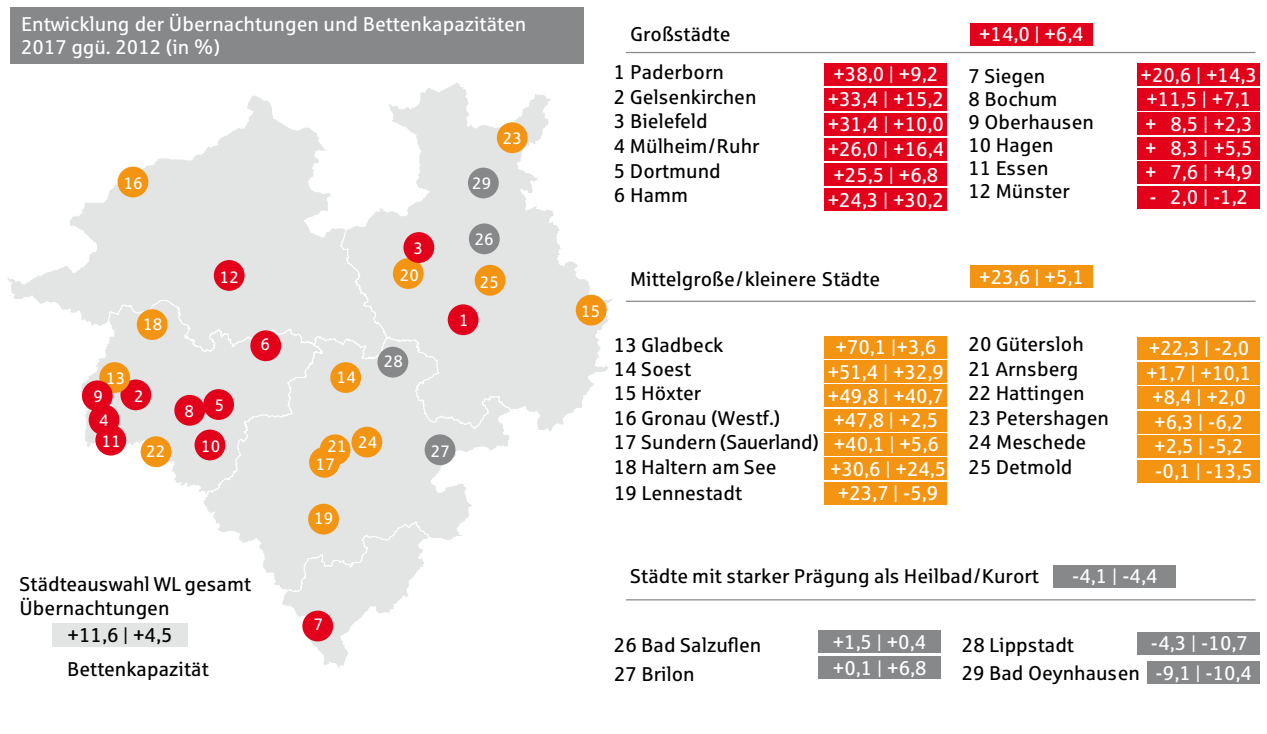 Entwicklung der Übernachtungen und Bettenkapazitäten
2017 ggü. 2012 (in %)
23
16
29
26
3
20
25
12
15
1
18
6
28
14
13
9
2
8
5
4
11
22
10
21
24
17
27
19
7
Städteauswahl WL gesamt
Übernachtungen
+11,6 | +4,5
Bettenkapazität
Großstädte +14,0 | +6,4
1 Paderborn +38,0 | +9,2
2 Gelsenkirchen +33,4 | +15,2
3 Bielefeld +31,4 | +10,0
4 Mülheim/Ruhr +26,0 | +16,4
5 Dortmund +25,5 | +6,8
6 Hamm +24,3 | +30,2
7 Siegen +20,6 | +14,3
8 Bochum +11,5 | +7,1
9 Oberhausen + 8,5 | +2,3
10 Hagen + 8,3 | +5,5
11 Essen + 7,6 | +4,9
12 Münster - 2,0 | -1,2
Mittelgroße/kleinere Städte +23,6 | +5,1
13 Gladbeck +70,1 |+3,6
14 Soest +51,4 | +32,9
15 Höxter +49,8 | +40,7
16 Gronau (Westf.) +47,8 | +2,5
17 Sundern (Sauerland) +40,1 | +5,6
18 Haltern am See +30,6 | +24,5
19 Lennestadt +23,7 | -5,9
20 Gütersloh +22,3 | -2,0
21 Arnsberg +1,7 | +10,1
22 Hattingen +8,4 | +2,0
23 Petershagen +6,3 | -6,2
24 Meschede +2,5 | -5,2
25 Detmold -0,1 | -13,5
Städte mit starker Prägung als Heilbad/Kurort -4,1 | -4,4
26 Bad Salzuflen +1,5 | +0,4
27 Brilon +0,1 | +6,8
28 Lippstadt -4,3 | -10,7
29 Bad Oeynhausen -9,1 | -10,4